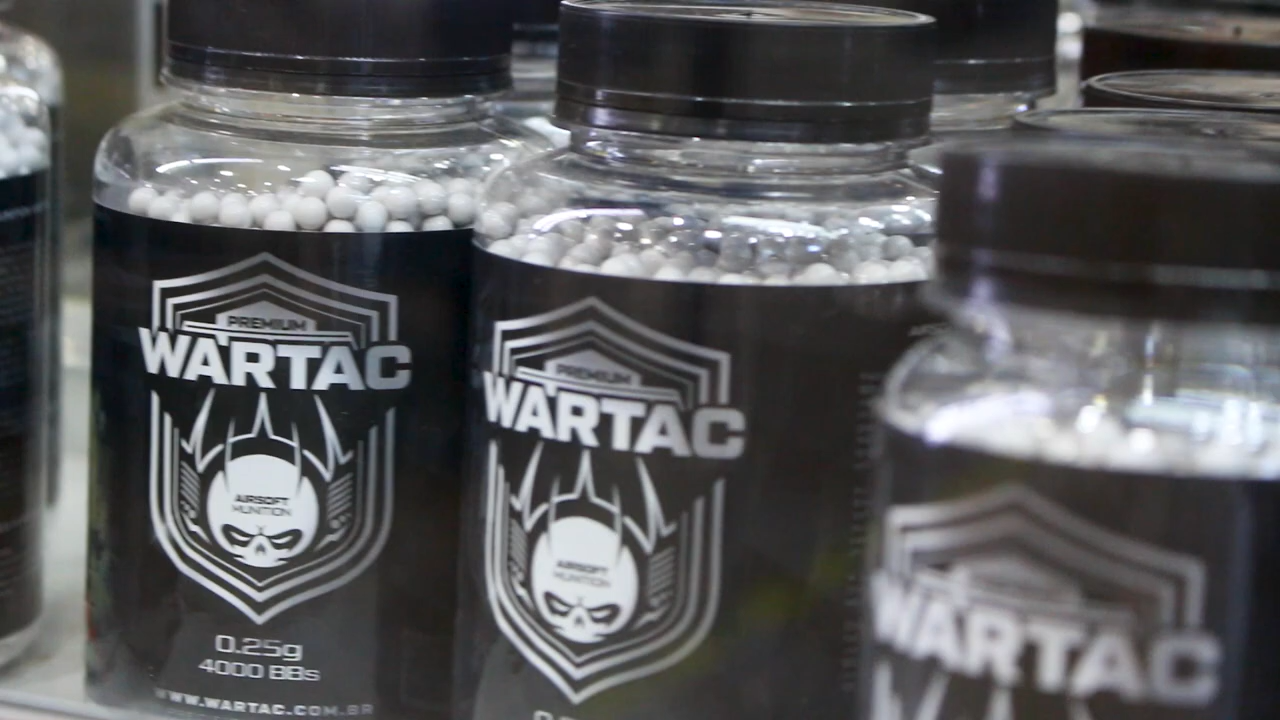 PREMIUM
WARTAC
AIRSOFT
MUNITION
0.25g
4000 BBs
WWW.WARTAC.COM.BR
PREMIUM
WARTAC
AIRSOFT
MUNITION
WARTAC